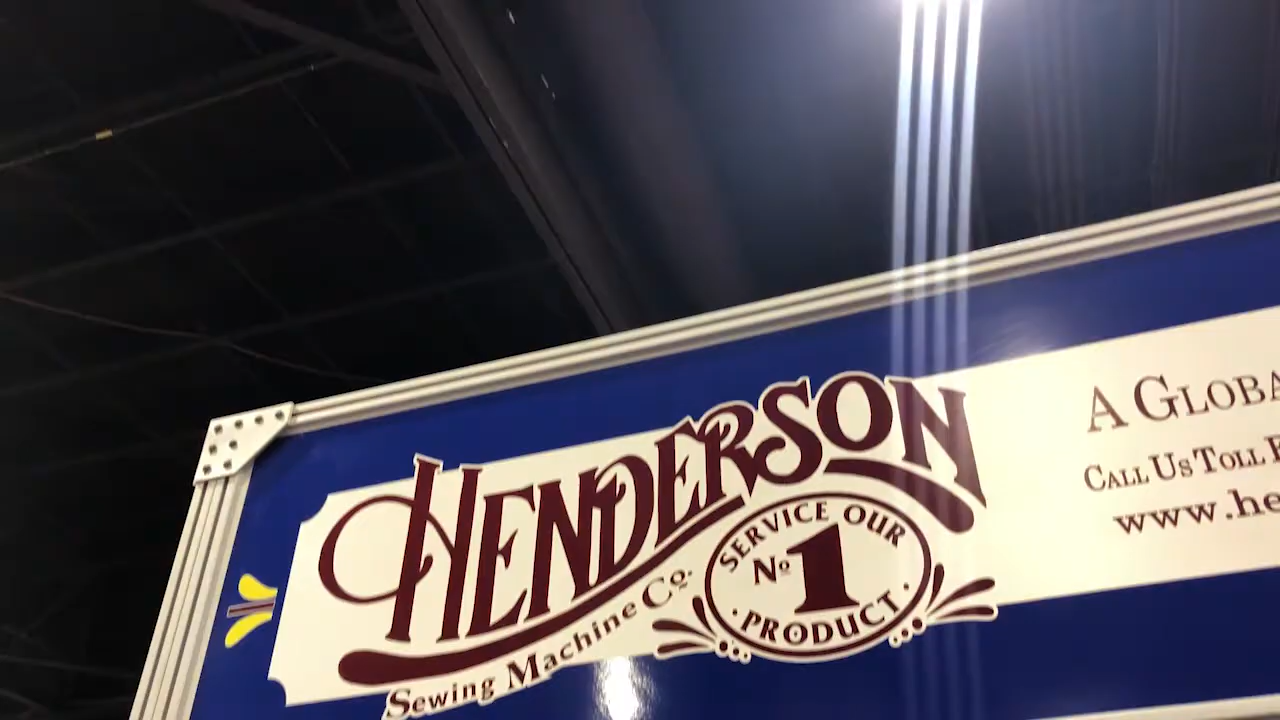 HENDERSON
Sewing Machine Co.
SERVICE OUR
No 1
PRODUCT
A GLOBA
CALL US TOLL
www.he